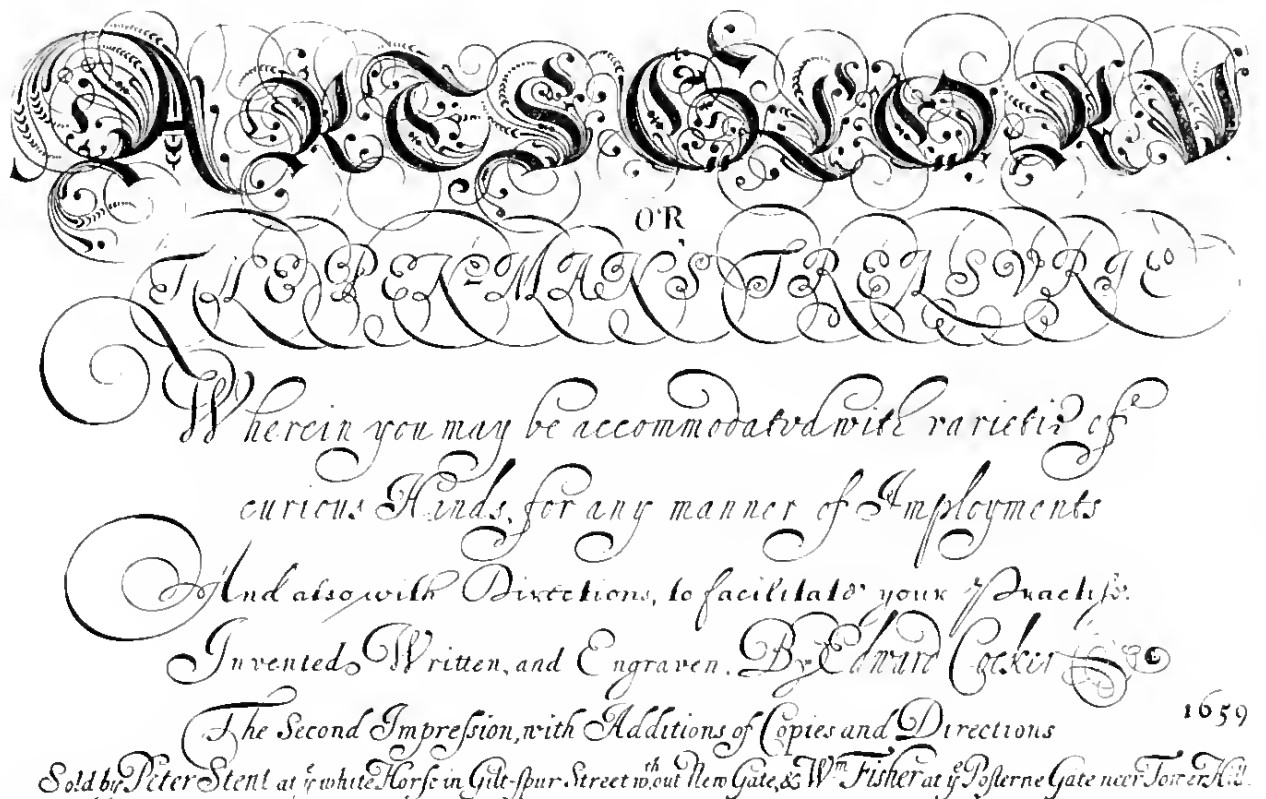 ARTS GLORY
OR
THE PEN-MAN'S TREASURIE
Wherein you may be accommodated with varietie of
curious Hands, for any manner of Imployments
And also with Directions, to facilitate your Practise.
Invented, Written, and Engraven. By Edward Cocker
1659
The Second Impression, with Additions of Copies and Directions
Sold by Peter Stent at yͤ white Horse in Gilt-spur Street wᵗʰout New Gate, & Wᵐ Fisher at yͤ Posterne Gate neer Tower Hill.